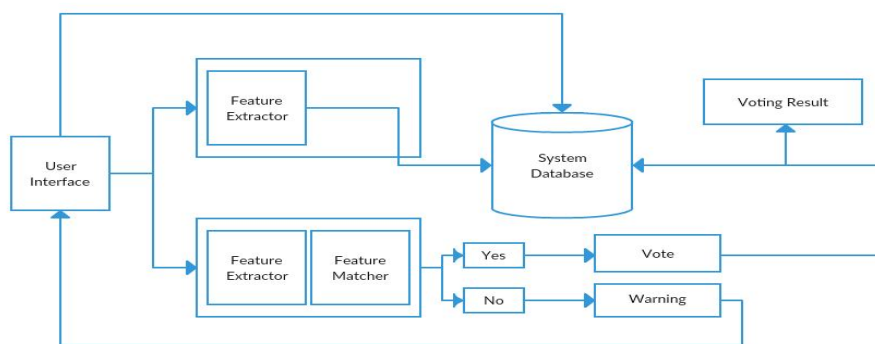 Feature
Extractor
Voting Result
User
Interface
System
Database
Feature
Extractor
Feature
Matcher
Yes
Vote
No
Warning